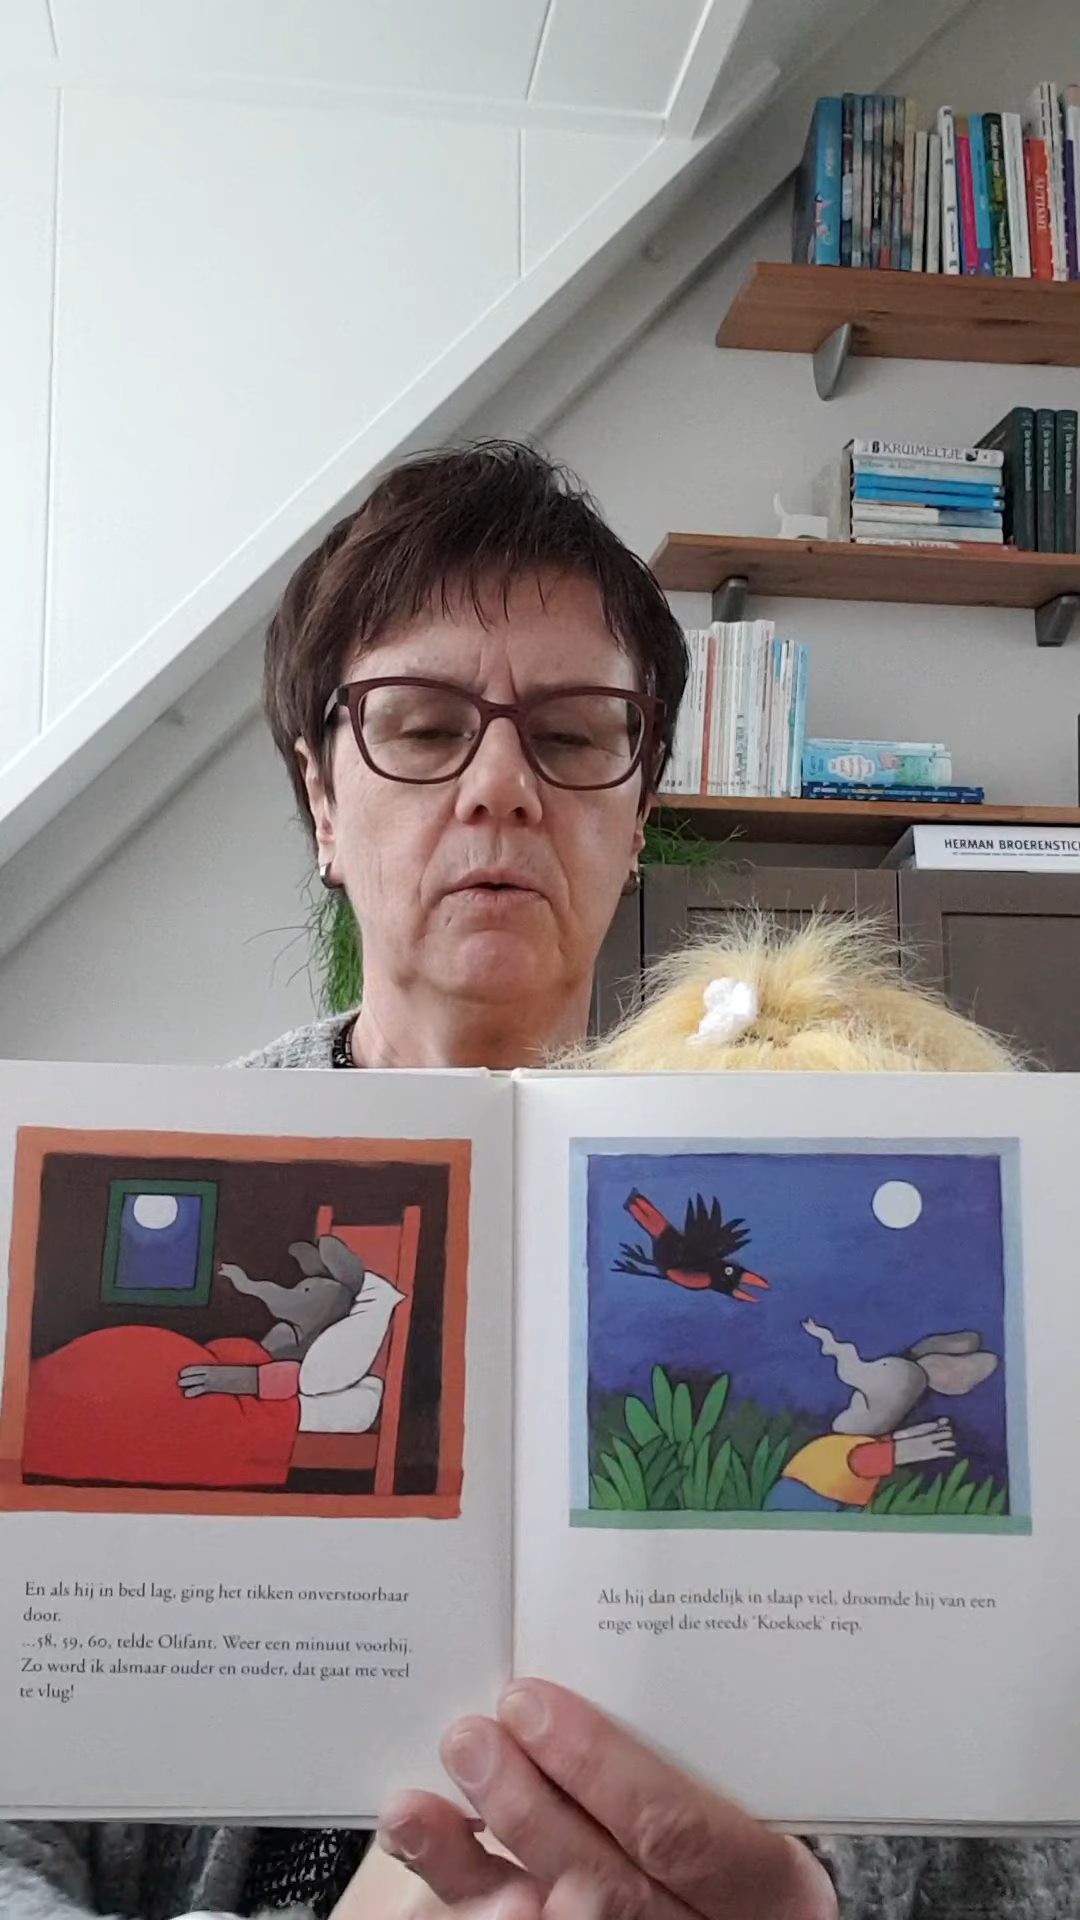 AUTISME
KRUIMELTJE
HERMAN BROERENSTICH
En als hij in bed lag, ging het tikken onverstoorbaar
door.
...58, 59, 60, telde Olifant. Weer een minuut voorbij.
Zo word ik alsmaar ouder en ouder, dat gaat me veel
te vlug!
Als hij dan eindelijk in slaap viel, droomde hij van een
enge vogel die steeds 'Koekoek' riep.